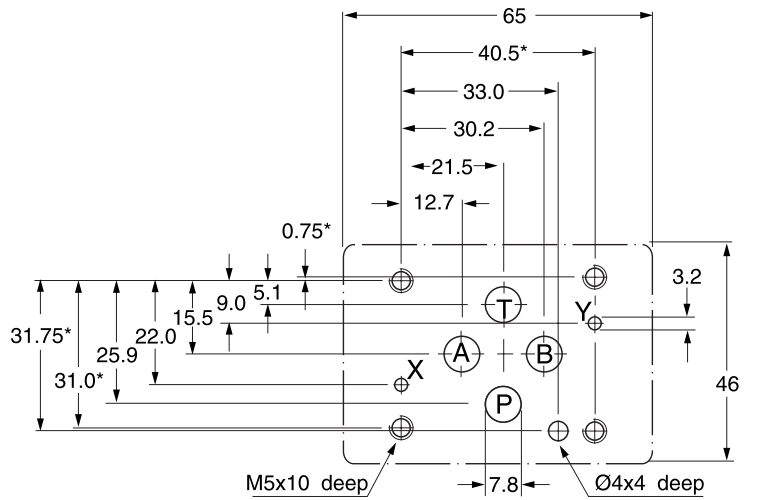 65
40.5*
33.0
30.2
21.5
12.7
0.75*
5.1
9.0
15.5
22.0
25.9
31.0*
31.75*
3.2
46
T
Y
A
B
X
P
M5x10 deep
7.8
Ø4x4 deep